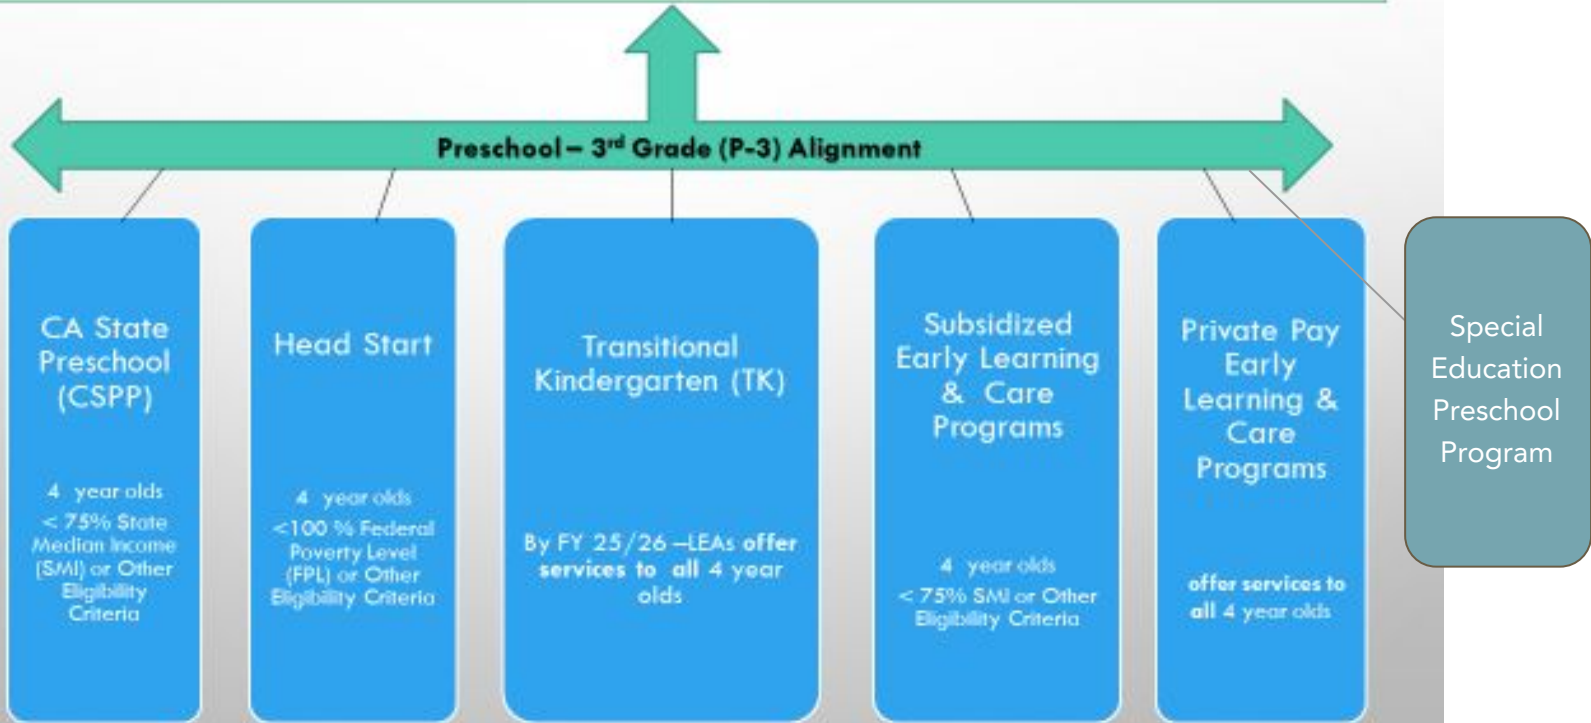 Preschool – 3rd Grade (P-3) Alignment
CA State
Preschool
(CSPP)
4 year olds
< 75% State
Median Income
(SMI) or Other
Eligibility
Criteria
Head Start
4 year olds
<100 % Federal
Poverty Level
(FPL) or Other
Eligibility Criteria
Transitional
Kindergarten (TK)
By FY 25/26 –LEAs offer
services to all 4 year
olds
Subsidized
Early Learning
& Care
Programs
4 year olds
< 75% SMI or Other
Eligibility Criteria
Private Pay
Early
Learning &
Care
Programs
offer services to
all 4 year olds
Special
Education
Preschool
Program